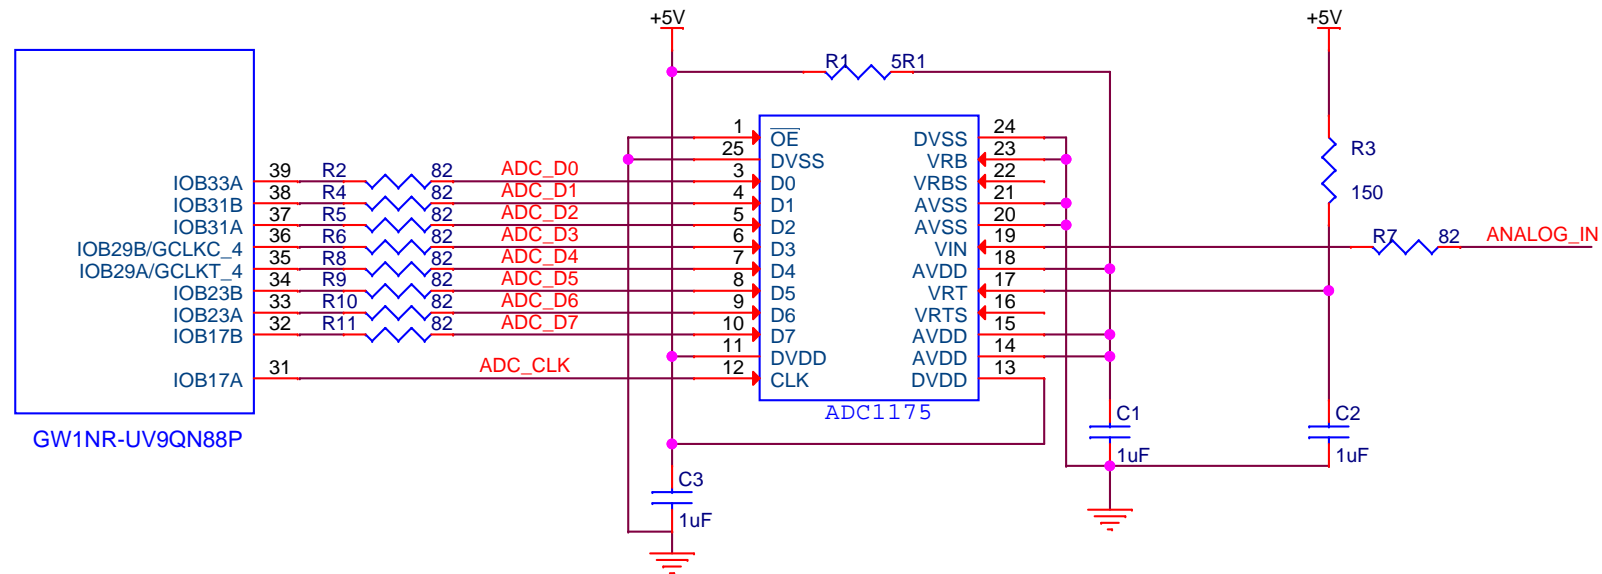 +5V
+5V
R1 5R1
1 OE DVSS 24
25 DVSS VRB 23
IOB33A 39 R2 82 ADC_D0 3 D0 VRBS 22
IOB31B 38 R4 82 ADC_D1 4 D1 AVSS 21
IOB31A 37 R5 82 ADC_D2 5 D2 AVSS 20
IOB29B/GCLKC_4 36 R6 82 ADC_D3 6 D3 VIN 19 R7 82 ANALOG_IN
IOB29A/GCLKT_4 35 R8 82 ADC_D4 7 D4 AVDD 18
IOB23B 34 R9 82 ADC_D5 8 D5 VRT 17
IOB23A 33 R10 82 ADC_D6 9 D6 VRTS 16
IOB17B 32 R11 82 ADC_D7 10 D7 AVDD 15
11 DVDD AVDD 14
IOB17A 31 ADC_CLK 12 CLK DVDD 13
R3
150
GW1NR-UV9QN88P
ADC1175
C1
1uF
C2
1uF
C3
1uF